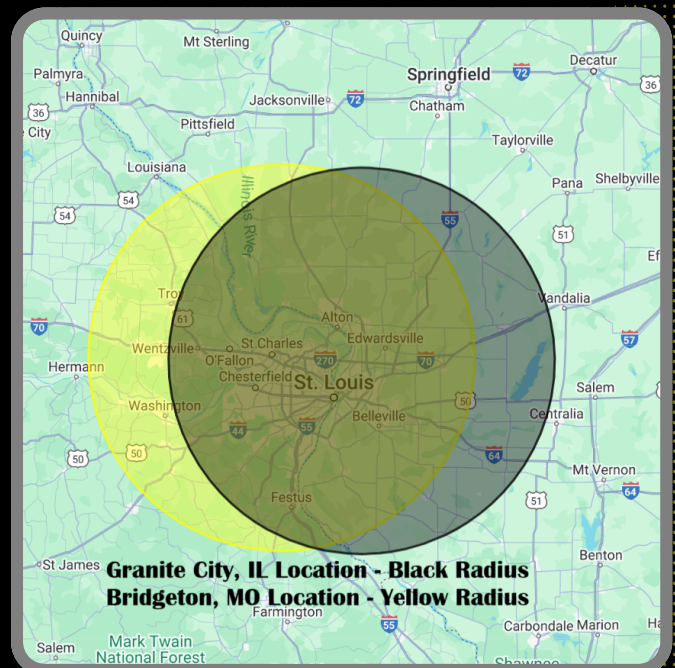 Quincy
Mt Sterling
Springfield
Decatur
72
Palmyra
Hannibal
Jacksonville
72
Chatham
36
36
City
Pittsfield
Taylorville
Louisiana
Pana
Shelbyville
54
54
Illinois River
55
51
Ef
Vandalia
Troy
61
Alton
70
Wentzville
St Charles
Edwardsville
O'Fallon
270
70
57
Hermann
Chesterfield
St. Louis
Salem
Washington
50
Belleville
Centralia
44
55
50
50
64
Mt Vernon
64
51
Festus
St James
Benton
Granite City, IL Location - Black Radius
Bridgeton, MO Location - Yellow Radius
Farmington
55
Carbondale
Marion
Ha
Salem
Mark Twain
National Forest
Shawnee